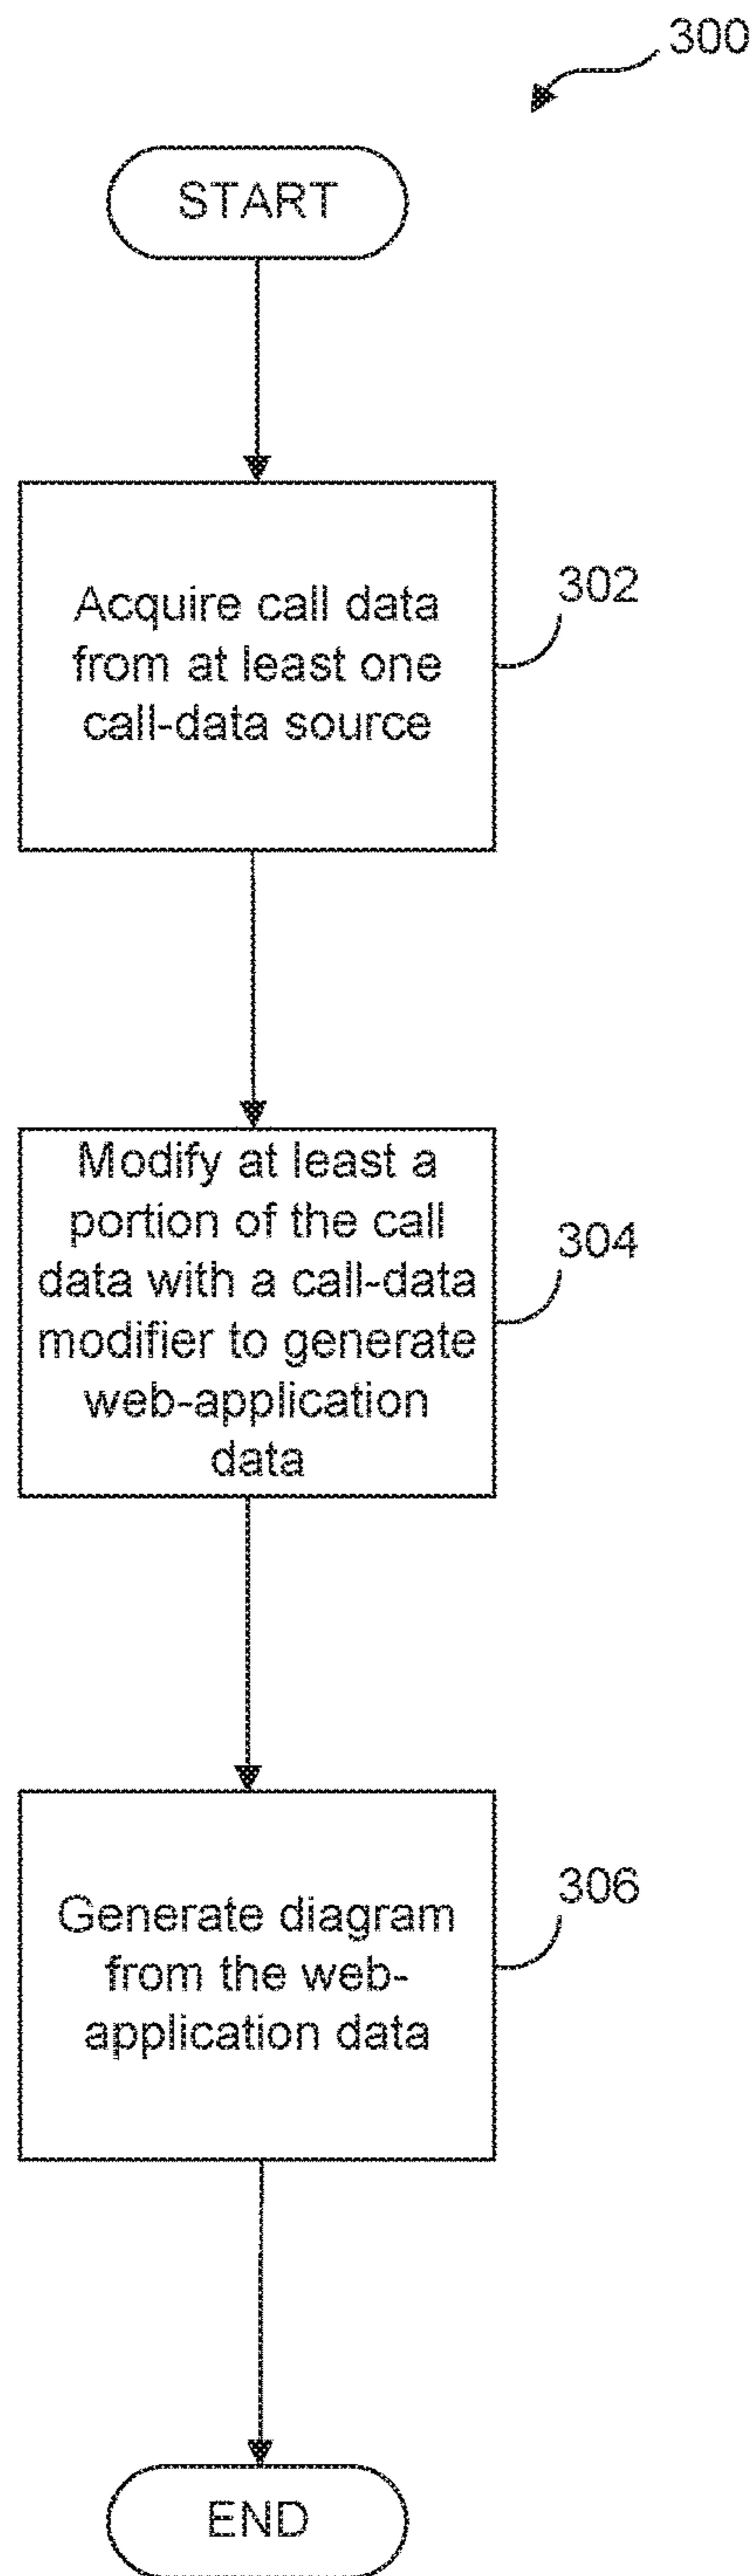 300
START
Acquire call data
from at least one
call-data source
302
Modify at least a
portion of the call
data with a call-data
modifier to generate
web-application
data
304
Generate diagram
from the web-
application data
306
END